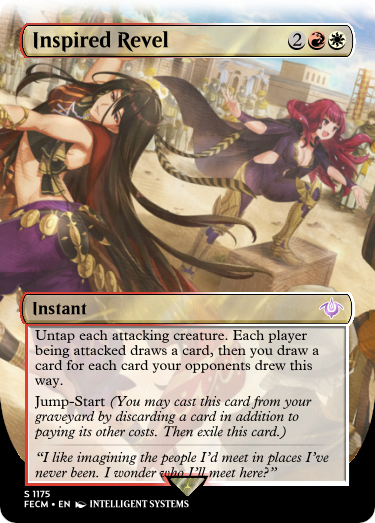 Inspired Revel
2
Instant
Untap each attacking creature. Each player
being attacked draws a card, then you draw a
card for each card your opponents drew this
way.
Jump-Start (You may cast this card from your
graveyard by discarding a card in addition to
paying its other costs. Then exile this card.)
“I like imagining the people I’d meet in places I’ve
never been. I wonder who I’ll meet here?”
S 1175
FECM • EN INTELLIGENT SYSTEMS